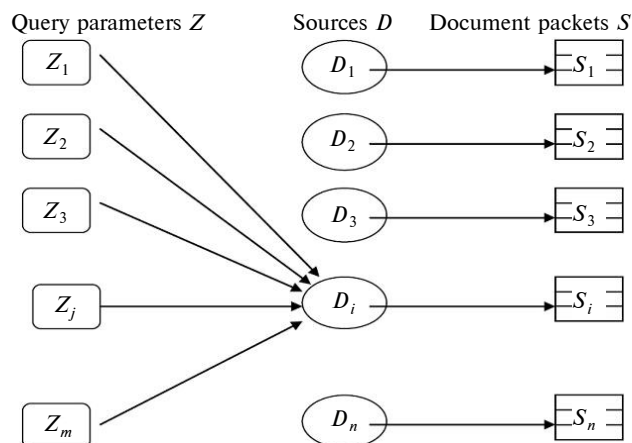 Query parameters Z Sources D Document packets S
Z1 D1 S1
Z2 D2 S2
Z3 D3 S3
Zj Di Si
Zm Dn Sn